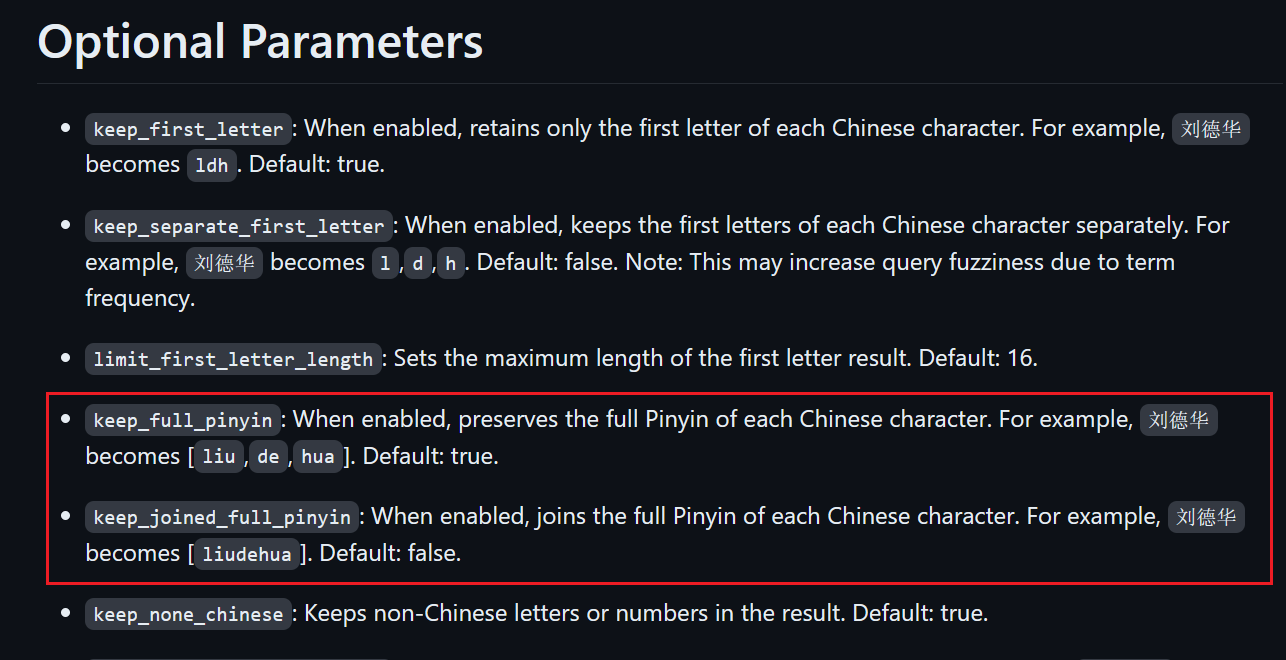 Optional Parameters
• keep_first_letter: When enabled, retains only the first letter of each Chinese character. For example, 刘德华
becomes ldh. Default: true.
• keep_separate_first_letter: When enabled, keeps the first letters of each Chinese character separately. For
example, 刘德华 becomes l,d,h. Default: false. Note: This may increase query fuzziness due to term
frequency.
• limit_first_letter_length: Sets the maximum length of the first letter result. Default: 16.
• keep_full_pinyin: When enabled, preserves the full Pinyin of each Chinese character. For example, 刘德华
becomes [liu,de,hua]. Default: true.
• keep_joined_full_pinyin: When enabled, joins the full Pinyin of each Chinese character. For example, 刘德华
becomes [liudehua]. Default: false.
• keep_none_chinese: Keeps non-Chinese letters or numbers in the result. Default: true.